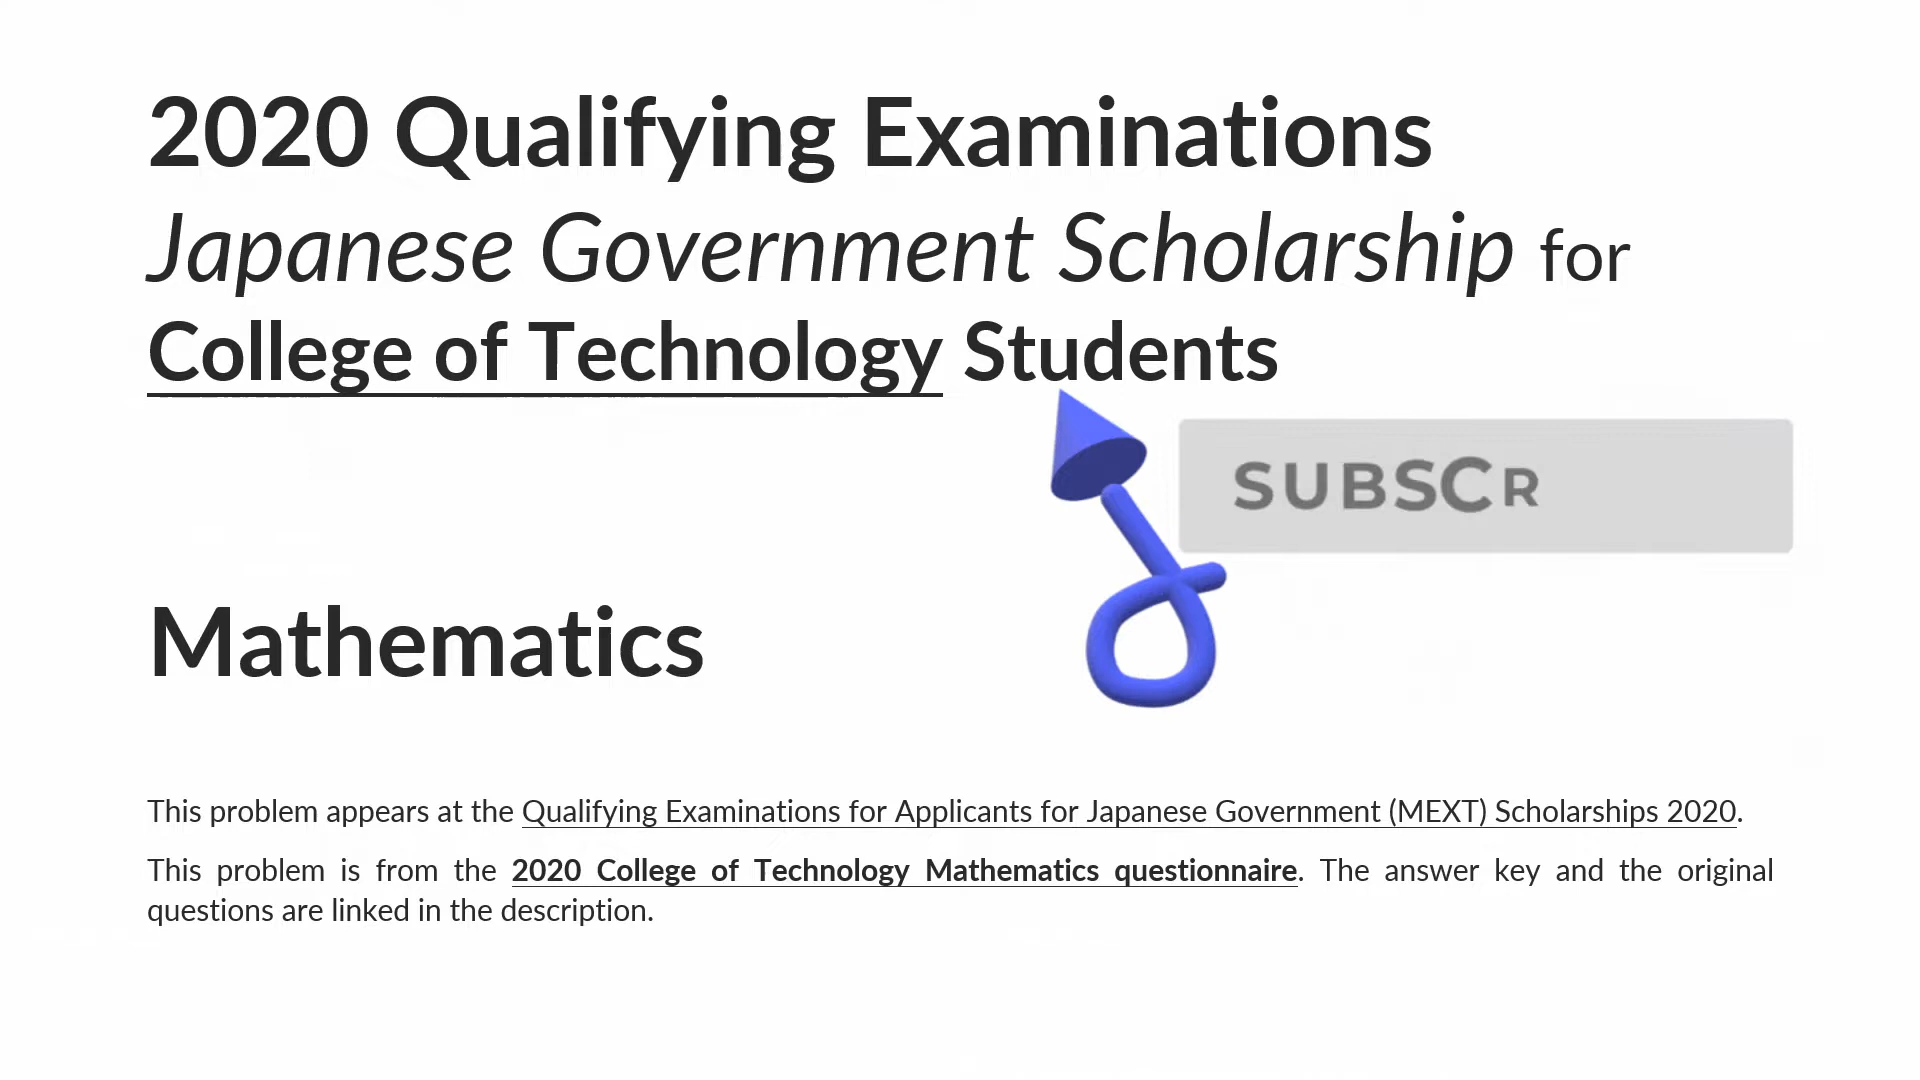 2020 Qualifying Examinations
Japanese Government Scholarship for
College of Technology Students
SUBSCR
Mathematics
This problem appears at the Qualifying Examinations for Applicants for Japanese Government (MEXT) Scholarships 2020.
This problem is from the 2020 College of Technology Mathematics questionnaire. The answer key and the original
questions are linked in the description.